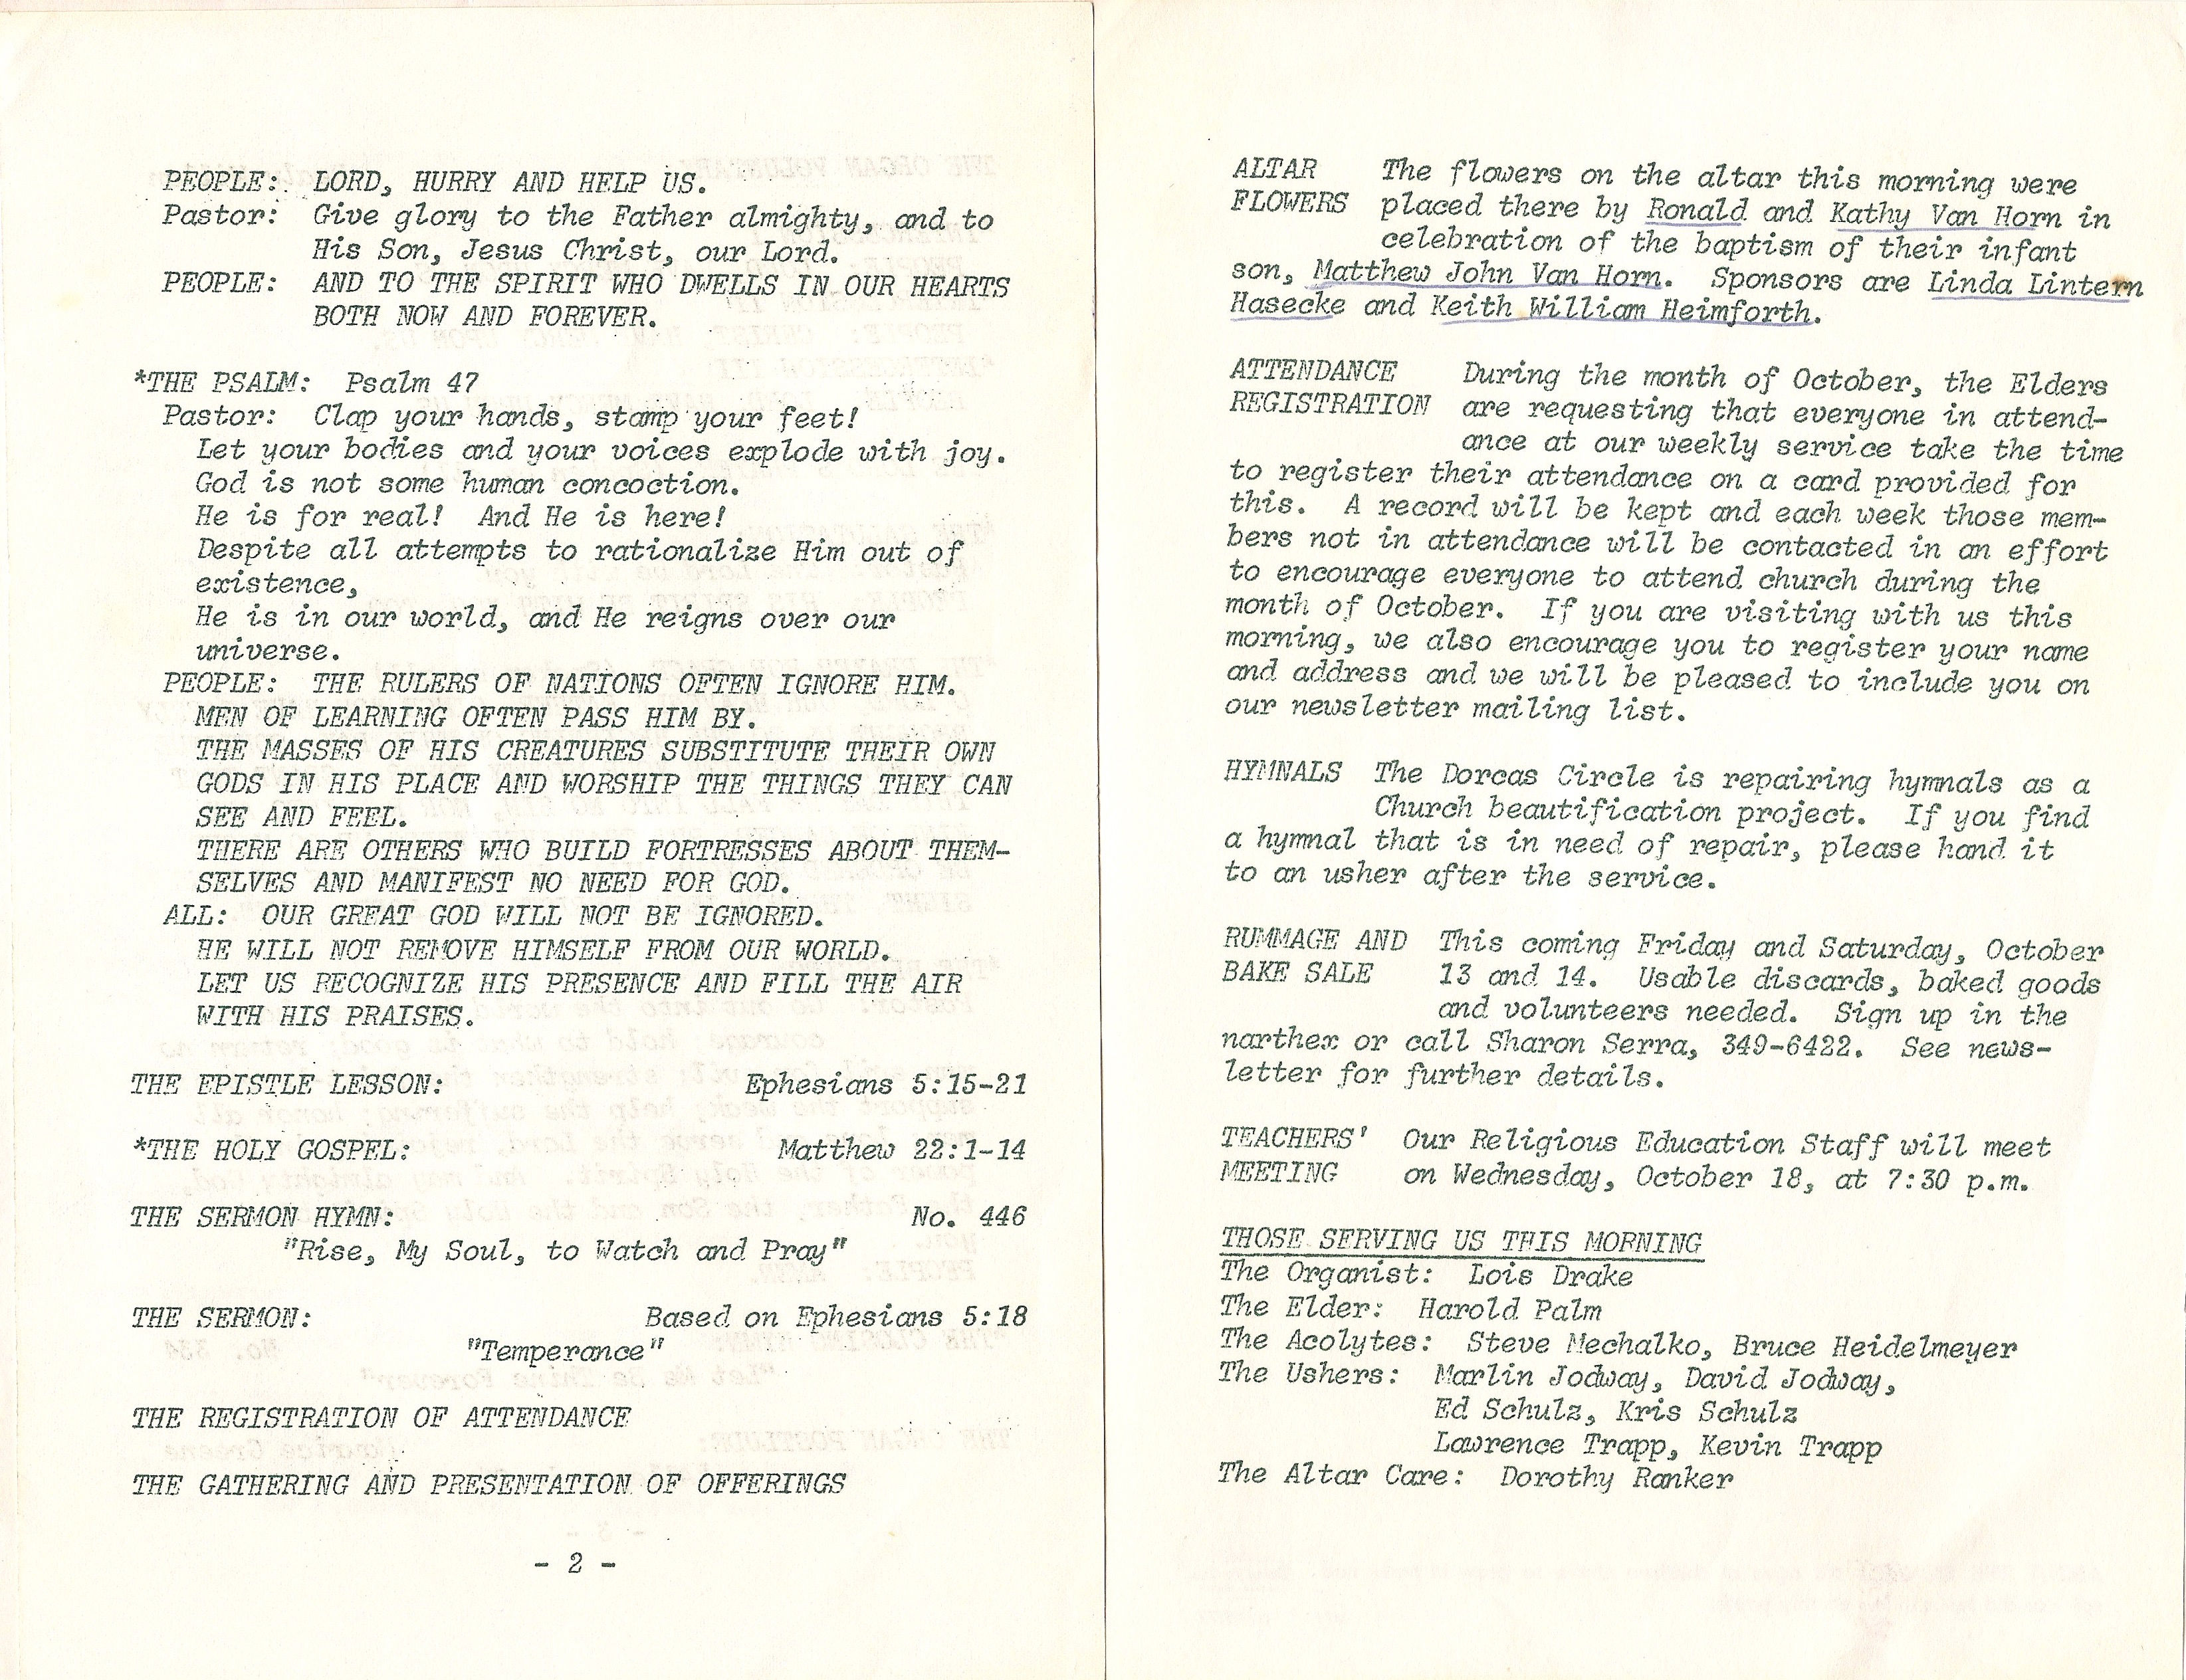 PEOPLE: LORD, HURRY AND HELP US.
Pastor: Give glory to the Father almighty, and to
His Son, Jesus Christ, our Lord.
PEOPLE: AND TO THE SPIRIT WHO DWELLS IN OUR HEARTS
BOTH NOW AND FOREVER.
*THE PSALM: Psalm 47
Pastor: Clap your hands, stamp your feet!
Let your bodies and your voices explode with joy.
God is not some human concoction.
He is for real! And He is here!
Despite all attempts to rationalize Him out of
existence,
He is in our world, and He reigns over our
universe.
PEOPLE: THE RULERS OF NATIONS OFTEN IGNORE HIM.
MEN OF LEARNING OFTEN PASS HIM BY.
THE MASSES OF HIS CREATURES SUBSTITUTE THEIR OWN
GODS IN HIS PLACE AND WORSHIP THE THINGS THEY CAN
SEE AND FEEL.
THERE ARE OTHERS WHO BUILD FORTRESSES ABOUT THEM-
SELVES AND MANIFEST NO NEED FOR GOD.
ALL: OUR GREAT GOD WILL NOT BE IGNORED.
HE WILL NOT REMOVE HIMSELF FROM OUR WORLD.
LET US RECOGNIZE HIS PRESENCE AND FILL THE AIR
WITH HIS PRAISES.
THE EPISTLE LESSON: Ephesians 5:15-21
*THE HOLY GOSPEL: Matthew 22:1-14
THE SERMON HYMN: No. 446
"Rise, My Soul, to Watch and Pray"
THE SERMON: Based on Ephesians 5:18
"Temperance"
THE REGISTRATION OF ATTENDANCE
THE GATHERING AND PRESENTATION OF OFFERINGS
- 2 -
ALTAR The flowers on the altar this morning were
FLOWERS placed there by Ronald and Kathy Van Horn in
celebration of the baptism of their infant
son, Matthew John Van Horn. Sponsors are Linda Lintern
Hasecke and Keith William Heimforth.
ATTENDANCE During the month of October, the Elders
REGISTRATION are requesting that everyone in attend-
ance at our weekly service take the time
to register their attendance on a card provided for
this. A record will be kept and each week those mem-
bers not in attendance will be contacted in an effort
to encourage everyone to attend church during the
month of October. If you are visiting with us this
morning, we also encourage you to register your name
and address and we will be pleased to include you on
our newsletter mailing list.
HYMNALS The Dorcas Circle is repairing hymnals as a
Church beautification project. If you find
a hymnal that is in need of repair, please hand it
to an usher after the service.
RUMMAGE AND This coming Friday and Saturday, October
BAKE SALE 13 and 14. Usable discards, baked goods
and volunteers needed. Sign up in the
narthex or call Sharon Serra, 349-6422. See news-
letter for further details.
TEACHERS' Our Religious Education Staff will meet
MEETING on Wednesday, October 18, at 7:30 p.m.
THOSE SERVING US THIS MORNING
The Organist: Lois Drake
The Elder: Harold Palm
The Acolytes: Steve Mechalko, Bruce Heidelmeyer
The Ushers: Marlin Jodway, David Jodway,
Ed Schulz, Kris Schulz
Lawrence Trapp, Kevin Trapp
The Altar Care: Dorothy Ranker